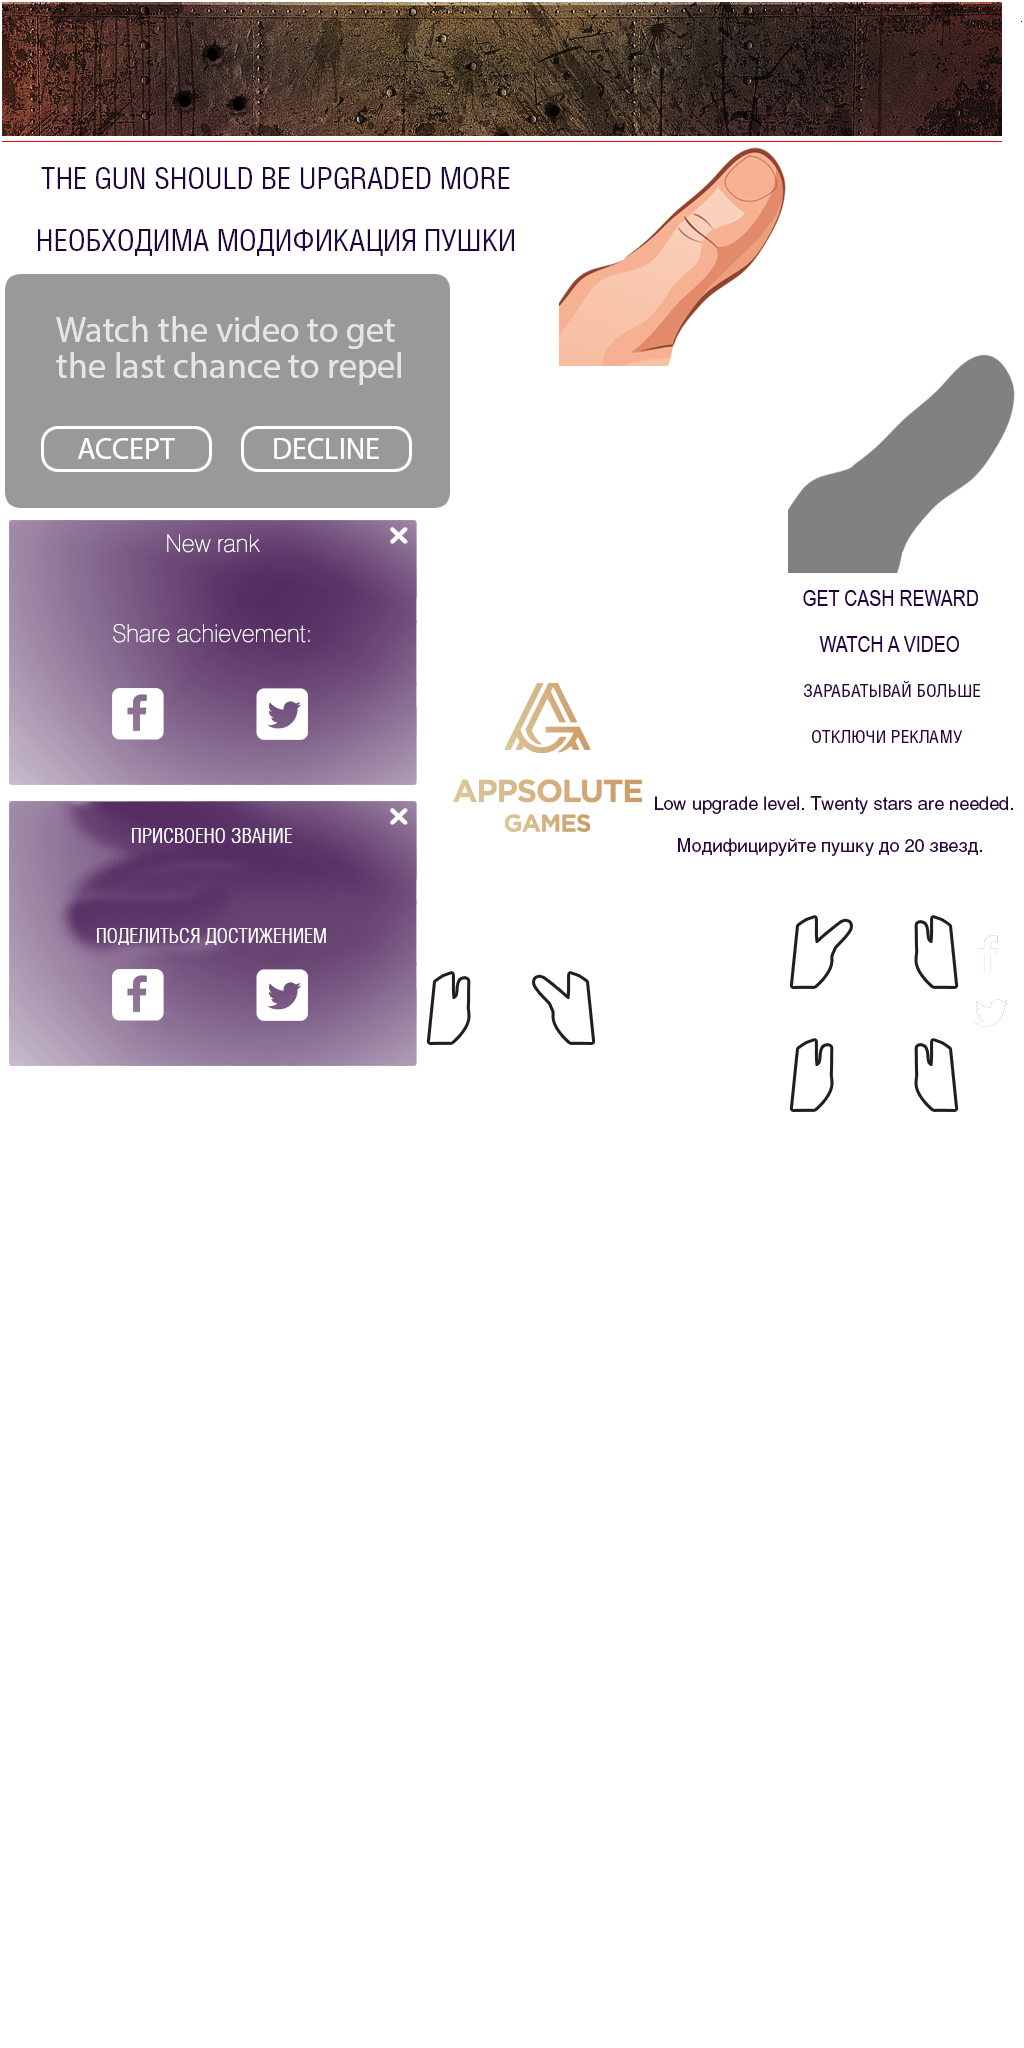 THE GUN SHOULD BE UPGRADED MORE
НЕОБХОДИМА МОДИФИКАЦИЯ ПУШКИ
Watch the video to get
the last chance to repel
ACCEPT
DECLINE
New rank
Share achievement:
GET CASH REWARD
WATCH A VIDEO
ЗАРАБАТЫВАЙ БОЛЬШЕ
ОТКЛЮЧИ РЕКЛАМУ
APPSOLUTE
GAMES
Low upgrade level. Twenty stars are needed.
Модифицируйте пушку до 20 звезд.
ПРИСВОЕНО ЗВАНИЕ
ПОДЕЛИТЬСЯ ДОСТИЖЕНИЕМ